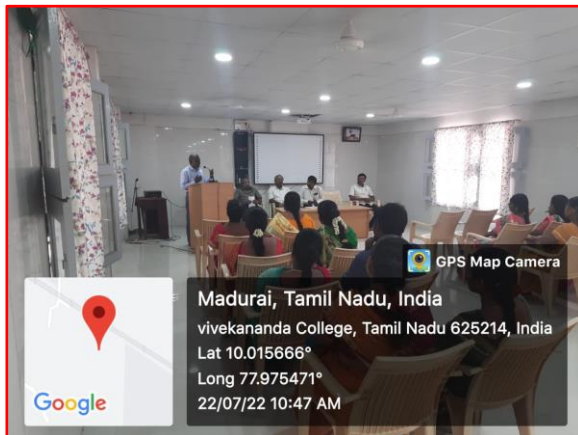 GPS Map Camera
Madurai, Tamil Nadu, India
vivekananda College, Tamil Nadu 625214, India
Lat 10.015666°
Long 77.975471°
22/07/22 10:47 AM
Google